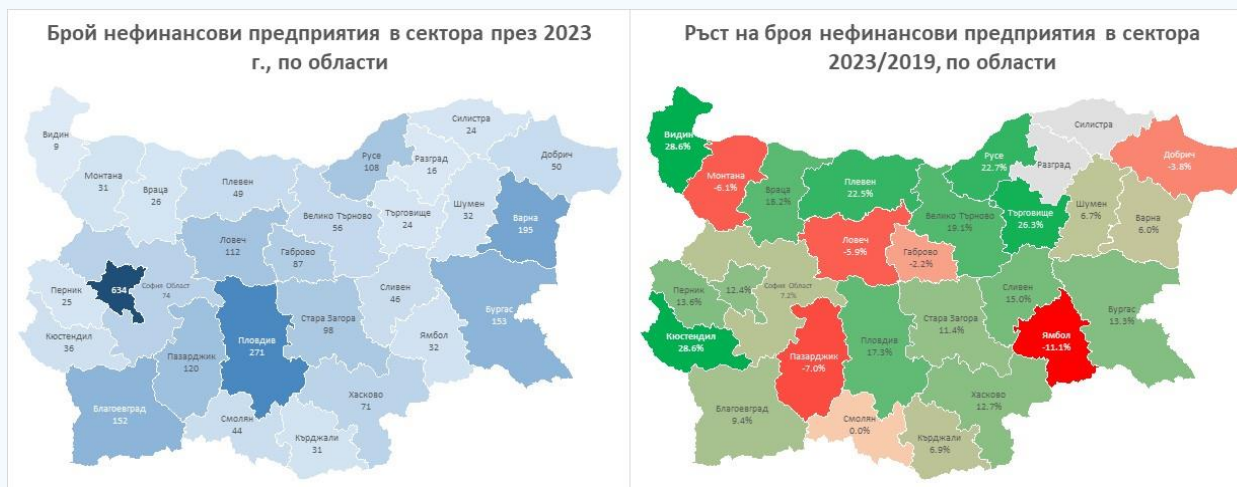 Брой нефинансови предприятия в сектора през 2023
г., по области
Видин
9
Монтана
31
Враца
26
Плевен
49
Русе
108
Силистра
24
Разград
16
Добрич
50
Велико Търново
56
Търговище
24
Шумен
32
Варна
195
Ловеч
112
Габрово
87
Перник
25
634
София Област
74
Кюстендил
36
Пазарджик
120
Пловдив
271
Стара Загора
98
Сливен
46
Ямбол
32
Бургас
153
Благоевград
152
Смолян
44
Хасково
71
Кърджали
31
Ръст на броя нефинансови предприятия в сектора
2023/2019, по области
Видин
28.6%
Монтана
-6.1%
Враца
18.2%
Плевен
22.5%
Русе
22.7%
Силистра
Разград
Добрич
-3.8%
Велико Търново
19.1%
Търговище
26.3%
Шумен
6.7%
Варна
6.0%
Ловеч
-5.9%
Габрово
-2.2%
Перник
13.6%
12.4%
София Област
7.2%
Кюстендил
28.6%
Пазарджик
-7.0%
Пловдив
17.3%
Стара Загора
11.4%
Сливен
15.0%
Ямбол
-11.1%
Бургас
13.3%
Благоевград
9.4%
Смолян
0.0%
Хасково
12.7%
Кърджали
6.9%